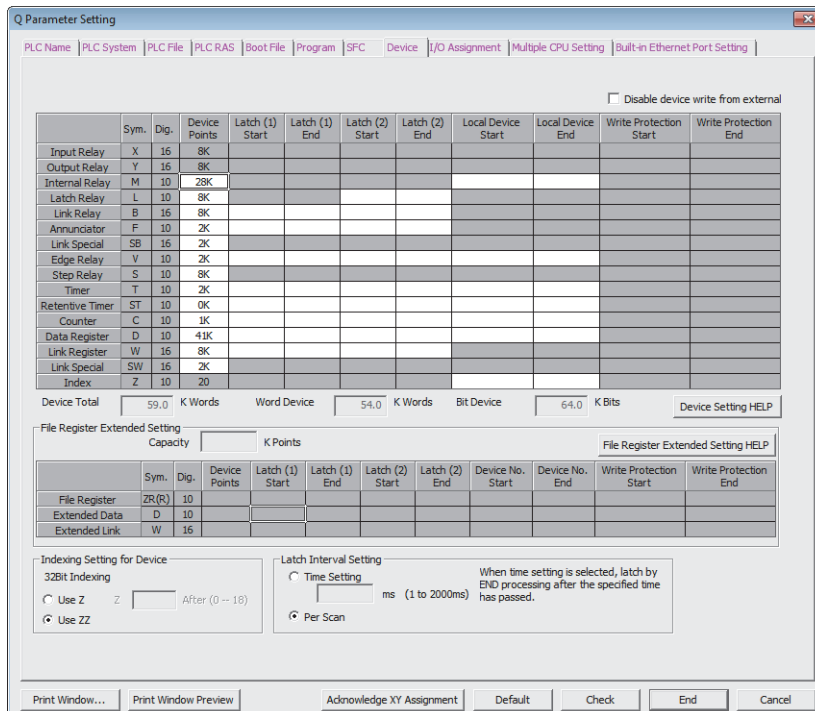 Q Parameter Setting
PLC Name PLC System PLC File PLC RAS Boot File Program SFC Device I/O Assignment Multiple CPU Setting Built-in Ethernet Port Setting
Disable device write from external
Sym. Dig. Device Points Latch (1) Start Latch (1) End Latch (2) Start Latch (2) End Local Device Start Local Device End Write Protection Start Write Protection End
Input Relay X 16 8K
Output Relay Y 16 8K
Internal Relay M 10 28K
Latch Relay L 10 8K
Link Relay B 16 8K
Annunciator F 10 2K
Link Special SB 16 2K
Edge Relay V 10 2K
Step Relay S 10 8K
Timer T 10 2K
Retentive Timer ST 10 0K
Counter C 10 1K
Data Register D 10 41K
Link Register W 16 8K
Link Special SW 16 2K
Index Z 10 20
Device Total 59.0 K Words Word Device 54.0 K Words Bit Device 64.0 K Bits Device Setting HELP
File Register Extended Setting
Capacity K Points File Register Extended Setting HELP
Sym. Dig. Device Points Latch (1) Start Latch (1) End Latch (2) Start Latch (2) End Device No. Start Device No. End Write Protection Start Write Protection End
File Register ZR(R) 10
Extended Data D 10
Extended Link W 16
Indexing Setting for Device
32Bit Indexing
Use Z Z After (0 -- 18)
Use ZZ
Latch Interval Setting
Time Setting
ms (1 to 2000ms)
Per Scan
When time setting is selected, latch by
END processing after the specified time
has passed.
Print Window... Print Window Preview Acknowledge XY Assignment Default Check End Cancel